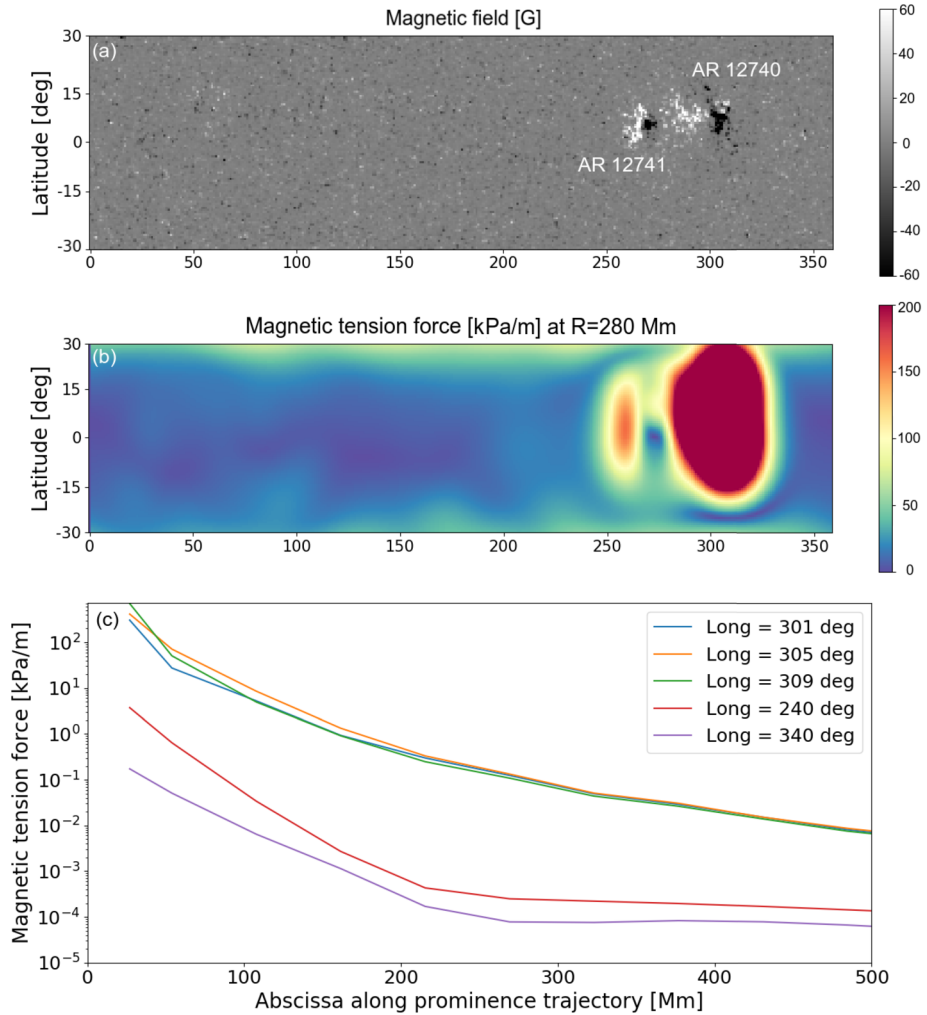 Magnetic field [G]
(a)
AR 12740
AR 12741
Latitude [deg]
30
15
0
-15
-30
0 50 100 150 200 250 300 350
60
40
20
0
-20
-40
-60
Magnetic tension force [kPa/m] at R=280 Mm
(b)
Latitude [deg]
30
15
0
-15
-30
0 50 100 150 200 250 300 350
200
150
100
50
0
(c)
Magnetic tension force [kPa/m]
10^2
10^1
10^0
10^-1
10^-2
10^-3
10^-4
10^-5
Long = 301 deg
Long = 305 deg
Long = 309 deg
Long = 240 deg
Long = 340 deg
0 100 200 300 400 500
Abscissa along prominence trajectory [Mm]